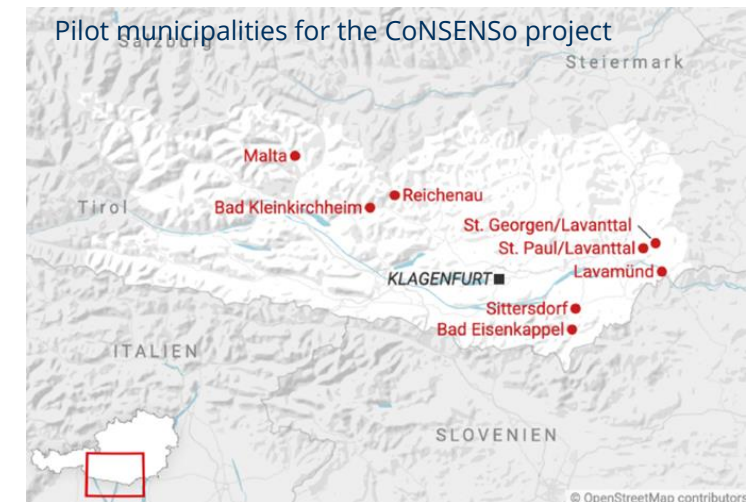 Pilot municipalities for the CoNSENSo project
Salzburg
Steiermark
Malta
Tirol
Reichenau
Bad Kleinkirchheim
St. Georgen/Lavanttal
St. Paul/Lavanttal
Lavamünd
KLAGENFURT
Sittersdorf
Bad Eisenkappel
ITALIEN
SLOVENIEN
© OpenStreetMap contributors